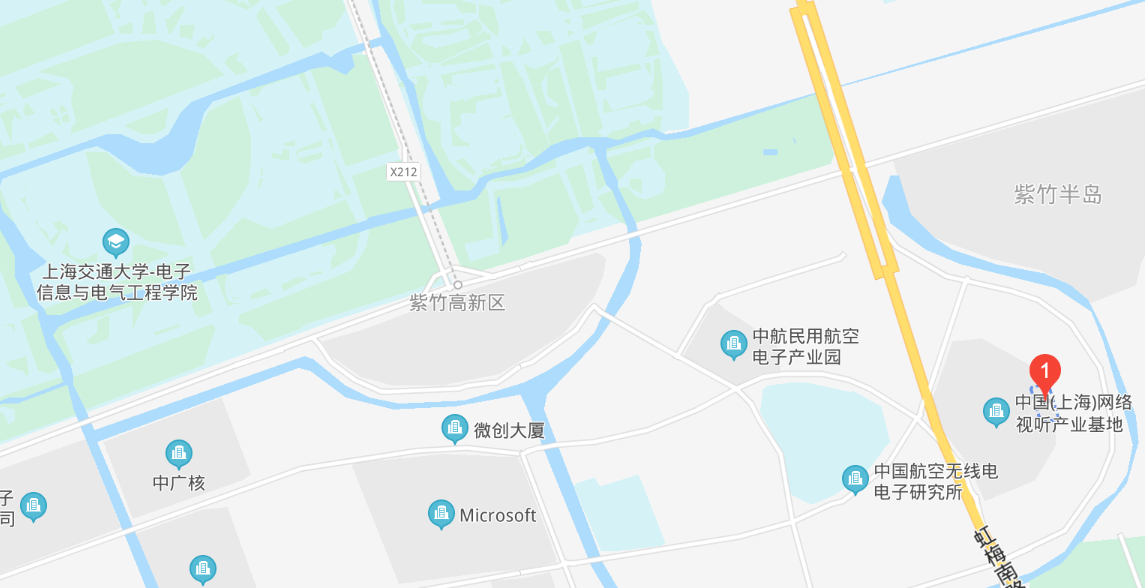 X212
紫竹半岛
上海交通大学-电子
信息与电气工程学院
紫竹高新区
中航民用航空
电子产业园
1
中国(上海)网络
视听产业基地
微创大厦
中广核
中国航空无线电
电子研究所
子
司
Microsoft
虹梅南路